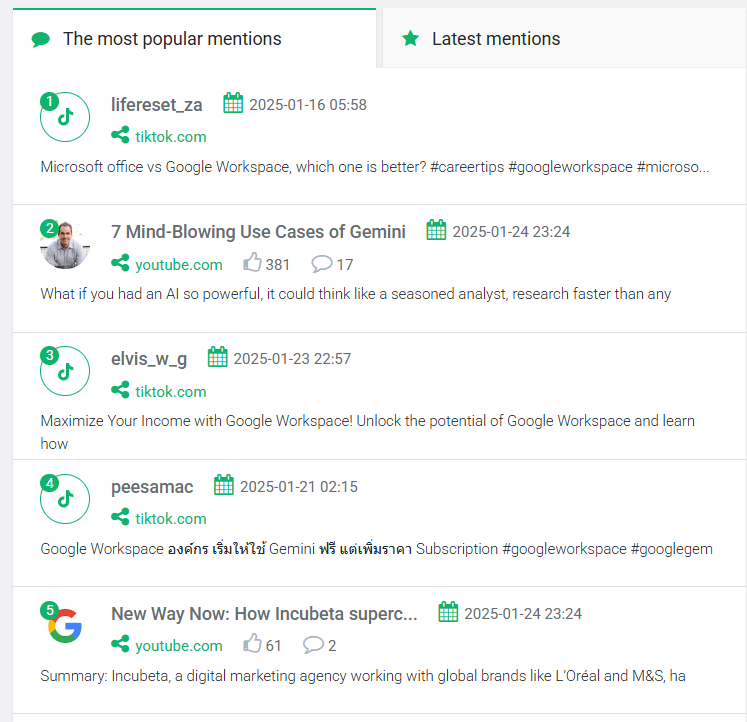 The most popular mentions
Latest mentions
1
lifereset_za
2025-01-16 05:58
tiktok.com
Microsoft office vs Google Workspace, which one is better? #careertips #googleworkspace #microso...
2
7 Mind-Blowing Use Cases of Gemini
2025-01-24 23:24
youtube.com 381 17
What if you had an AI so powerful, it could think like a seasoned analyst, research faster than any
3
elvis_w_g
2025-01-23 22:57
tiktok.com
Maximize Your Income with Google Workspace! Unlock the potential of Google Workspace and learn
how
4
peesamac
2025-01-21 02:15
tiktok.com
Google Workspace องค์กร เริ่มให้ใช้ Gemini ฟรี แต่เพิ่มราคา Subscription #googleworkspace #googlegem
5
New Way Now: How Incubeta superc...
2025-01-24 23:24
youtube.com 61 2
Summary: Incubeta, a digital marketing agency working with global brands like L'Oréal and M&S, ha